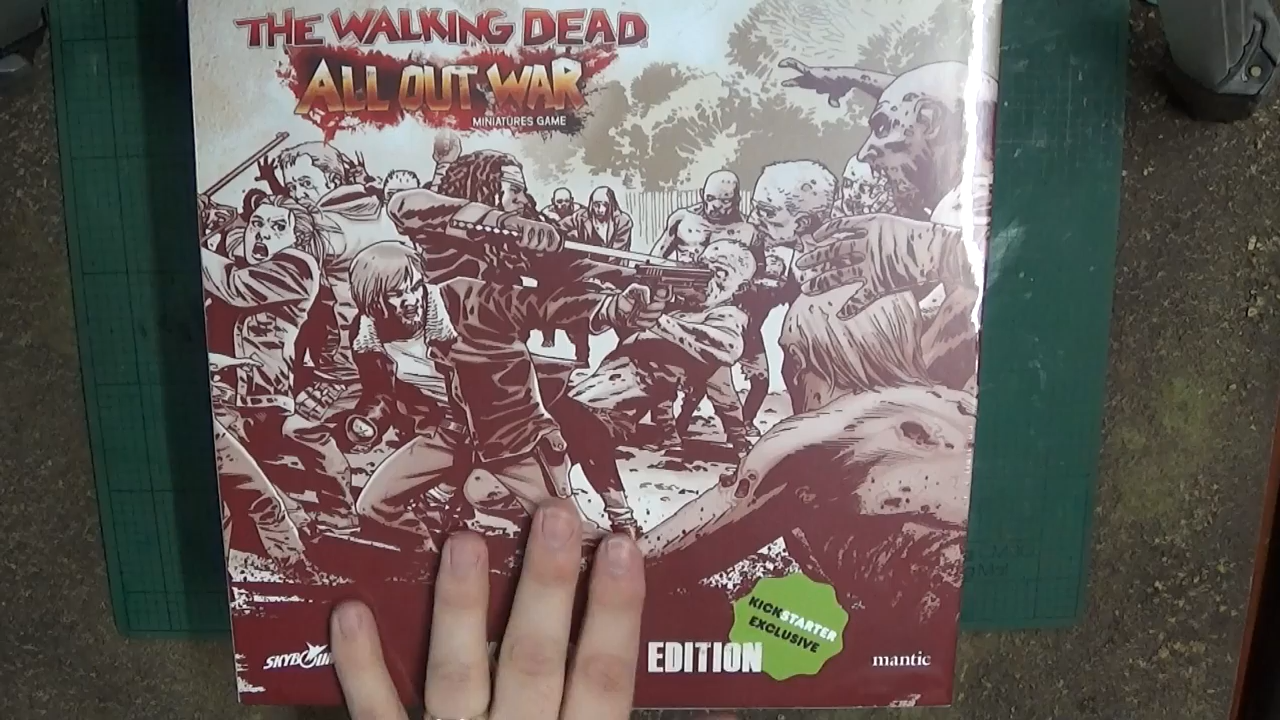 THE WALKING DEAD
ALL OUT WAR
MINIATURES GAME
KICKSTARTER
EXCLUSIVE
EDITION
mantic